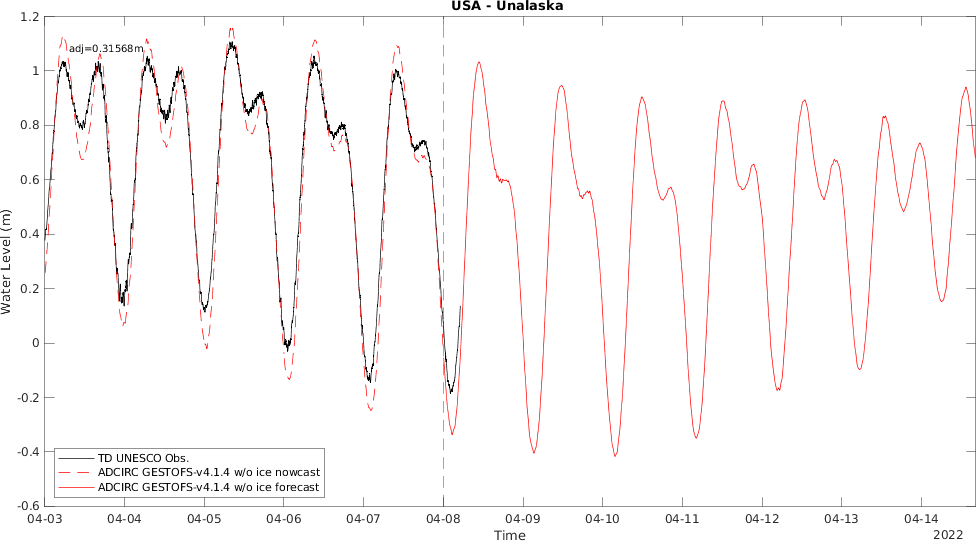 USA - Unalaska
1.2
1
0.8
0.6
0.4
0.2
0
-0.2
-0.4
-0.6
Water Level (m)
adj=0.31568m
TD UNESCO Obs.
ADCIRC GESTOFS-v4.1.4 w/o ice nowcast
ADCIRC GESTOFS-v4.1.4 w/o ice forecast
04-03 04-04 04-05 04-06 04-07 04-08 04-09 04-10 04-11 04-12 04-13 04-14
Time
2022